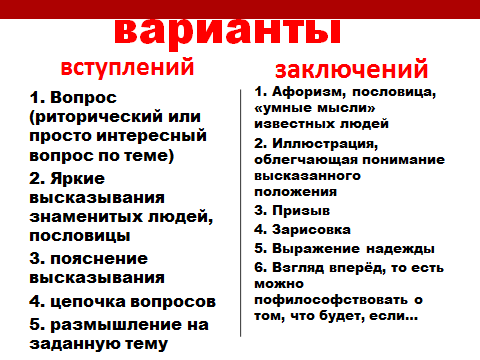 варианты
вступлений
1. Вопрос
(риторический или
просто интересный
вопрос по теме)
2. Яркие
высказывания
знаменитых людей,
пословицы
3. пояснение
высказывания
4. цепочка вопросов
5. размышление на
заданную тему
заключений
1. Афоризм, пословица,
«умные мысли»
известных людей
2. Иллюстрация,
облегчающая понимание
высказанного
положения
3. Призыв
4. Зарисовка
5. Выражение надежды
6. Взгляд вперёд, то есть
можно
пофилософствовать о
том, что будет, если...